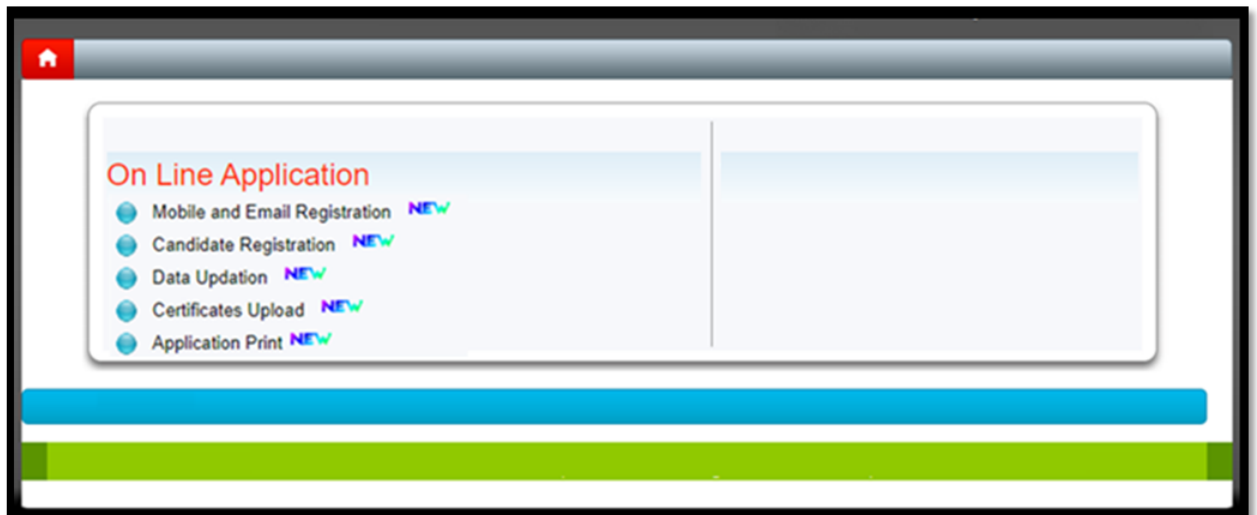 On Line Application
Mobile and Email Registration NEW
Candidate Registration NEW
Data Updation NEW
Certificates Upload NEW
Application Print NEW